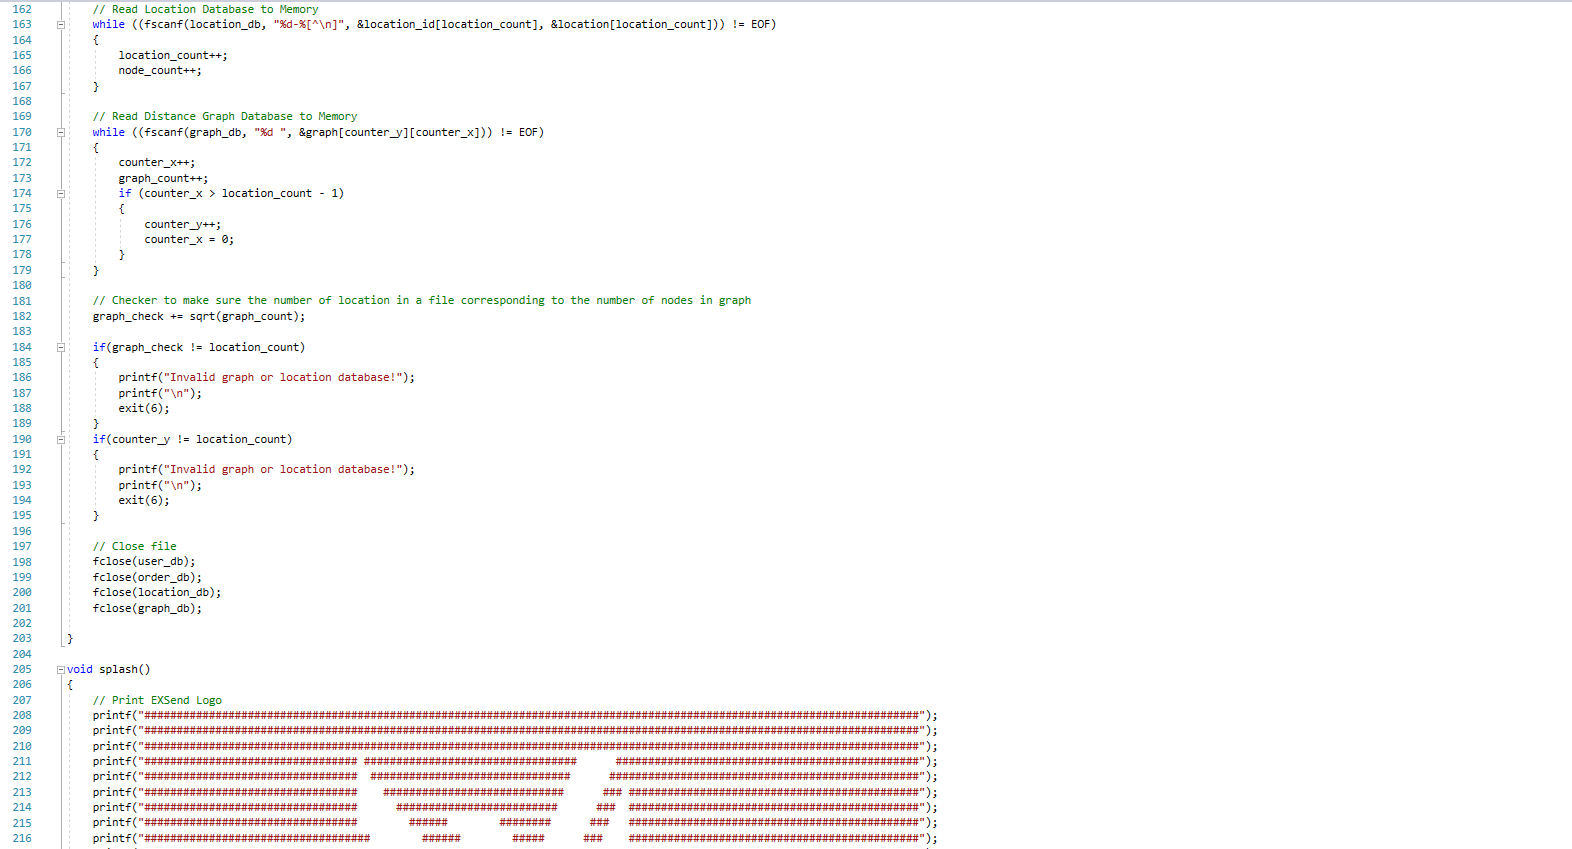 162 // Read Location Database to Memory
163 while ((fscanf(location_db, "%d-%[^\n]", &location_id[location_count], &location[location_count])) != EOF)
164 {
165 location_count++;
166 node_count++;
167 }
168
169 // Read Distance Graph Database to Memory
170 while ((fscanf(graph_db, "%d ", &graph[counter_y][counter_x])) != EOF)
171 {
172 counter_x++;
173 graph_count++;
174 if (counter_x > location_count - 1)
175 {
176 counter_y++;
177 counter_x = 0;
178 }
179 }
180
181 // Checker to make sure the number of location in a file corresponding to the number of nodes in graph
182 graph_check += sqrt(graph_count);
183
184 if(graph_check != location_count)
185 {
186 printf("Invalid graph or location database!");
187 printf("\n");
188 exit(6);
189 }
190 if(counter_y != location_count)
191 {
192 printf("Invalid graph or location database!");
193 printf("\n");
194 exit(6);
195 }
196
197 // Close file
198 fclose(user_db);
199 fclose(order_db);
200 fclose(location_db);
201 fclose(graph_db);
202
203 }
204
205 void splash()
206 {
207 // Print EXSend Logo
208 printf("########################################################################################################################");
209 printf("########################################################################################################################");
210 printf("########################################################################################################################");
211 printf("################################# #################################      ###############################################");
212 printf("#################################  ###############################      ################################################");
213 printf("#################################    ############################      ### #############################################");
214 printf("#################################      #########################      ###  #############################################");
215 printf("#################################        ######        ########      ###   #############################################");
216 printf("###################################        ######        #####      ###    #############################################");